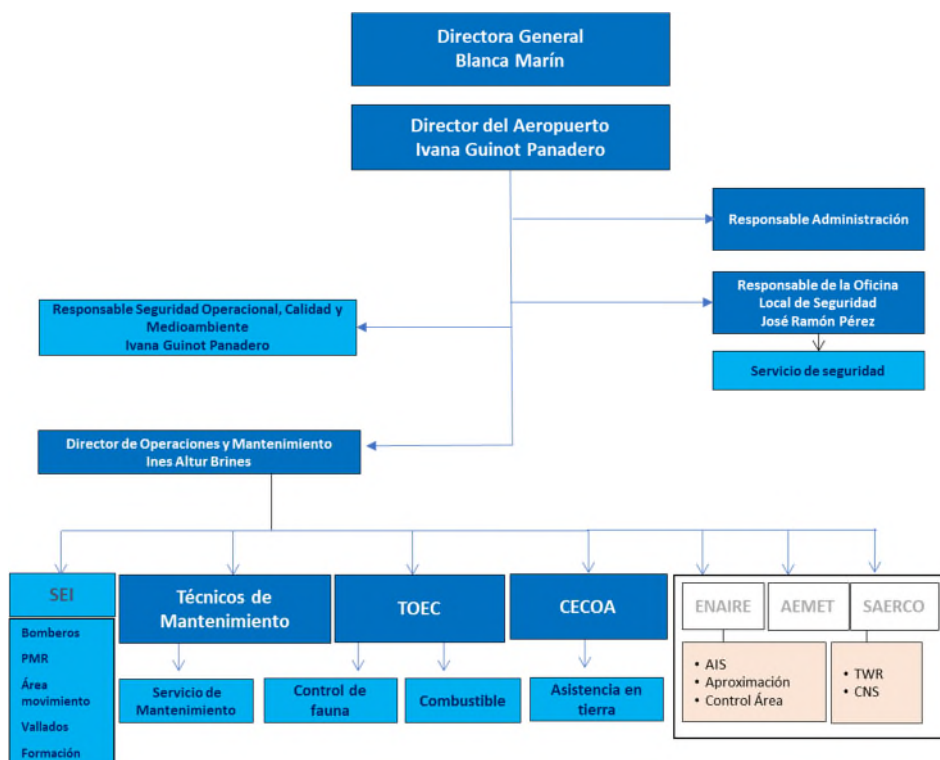 Directora General
Blanca Marín
Director del Aeropuerto
Ivana Guinot Panadero
Responsable Administración
Responsable de la Oficina
Local de Seguridad
José Ramón Pérez
Responsable Seguridad Operacional, Calidad y
Medioambiente
Ivana Guinot Panadero
Servicio de seguridad
Director de Operaciones y Mantenimiento
Ines Altur Brines
SEI
Bomberos
PMR
Área
movimiento
Vallados
Formación
Técnicos de
Mantenimiento
Servicio de
Mantenimiento
TOEC
Control de
fauna
Combustible
CECOA
Asistencia en
tierra
ENAIRE
AEMET
SAERCO
• AIS
• Aproximación
• Control Área
• TWR
• CNS